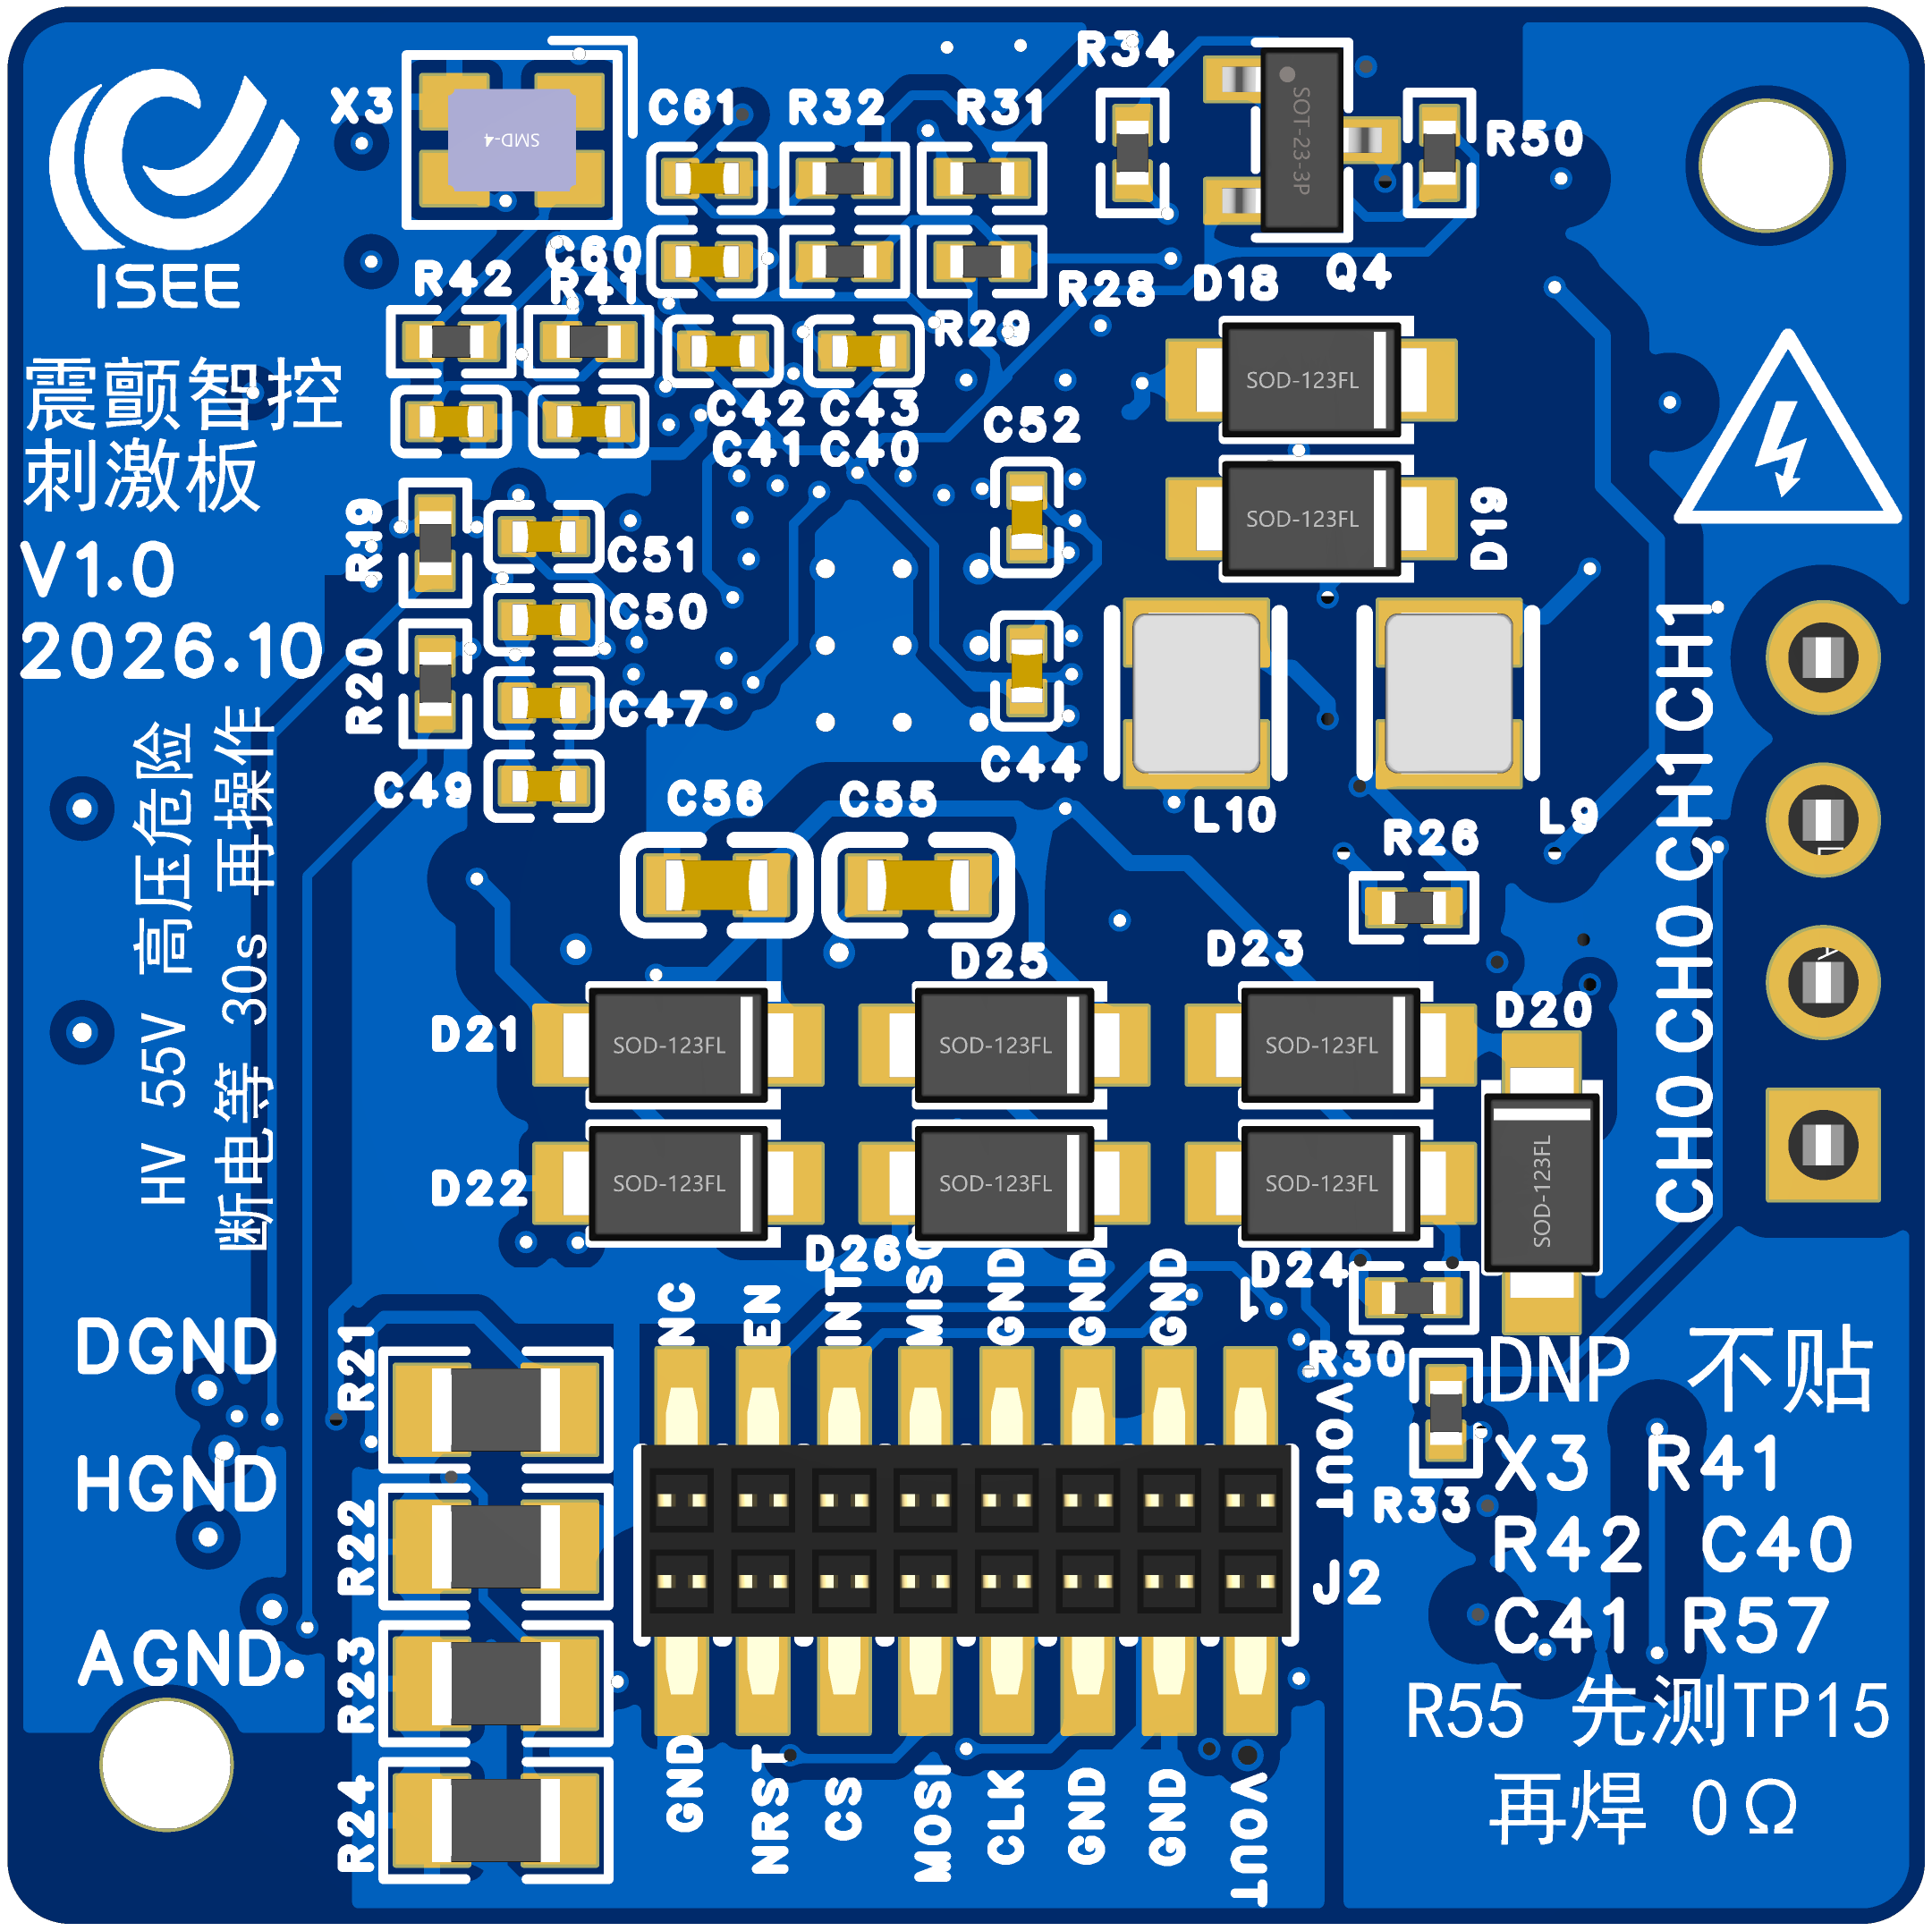 ISEE
震颤智控
刺激板
V1.0
2026.10
HV 55V 高压危险
断电等 30s 再操作
DGND
HGND
AGND
X3
SMD-4
C61
R32
R31
R34
SOT-23-3P
R50
C60
R42
R41
R28
D18
Q4
R29
SOD-123FL
C42
C43
C52
C41
C40
SOD-123FL
D19
R19
C51
C50
R20
C47
C44
C49
C56
C55
L10
L9
R26
CH0 CH0 CH1 CH1
D25
D23
D20
D21
SOD-123FL
SOD-123FL
SOD-123FL
SOD-123FL
D22
SOD-123FL
SOD-123FL
SOD-123FL
D26
D24
NC
EN
INT
MISO
GND
GND
GND
1
R30
VOUT
R33
J2
R21
R22
R23
R24
GND
NRST
CS
MOSI
CLK
GND
GND
VOUT
DNP 不贴
X3 R41
R42 C40
C41 R57
R55 先测TP15
再焊 0Ω